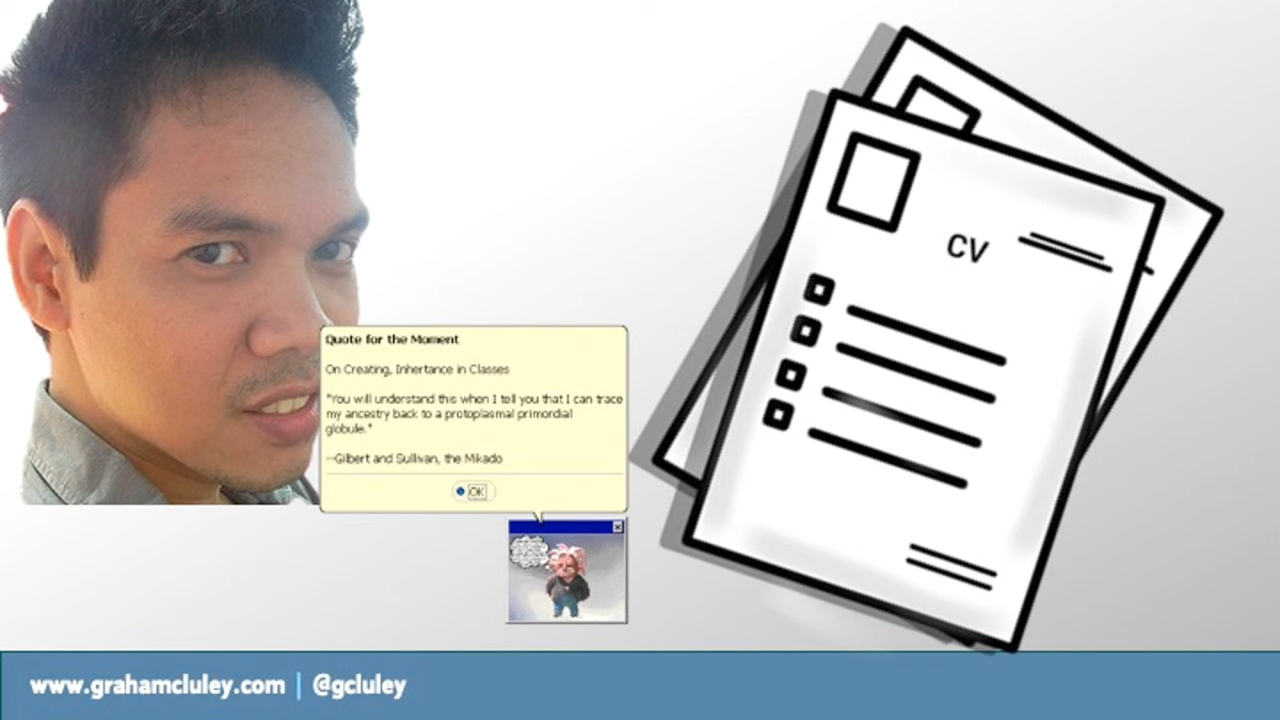 Quote for the Moment
On Creating, Inhertance in Classes
"You will understand this when I tell you that I can trace
my ancestry back to a protoplasmal primordial
globule."
--Gilbert and Sullivan, the Mikado
OK
CV
www.grahamcluley.com | @gcluley